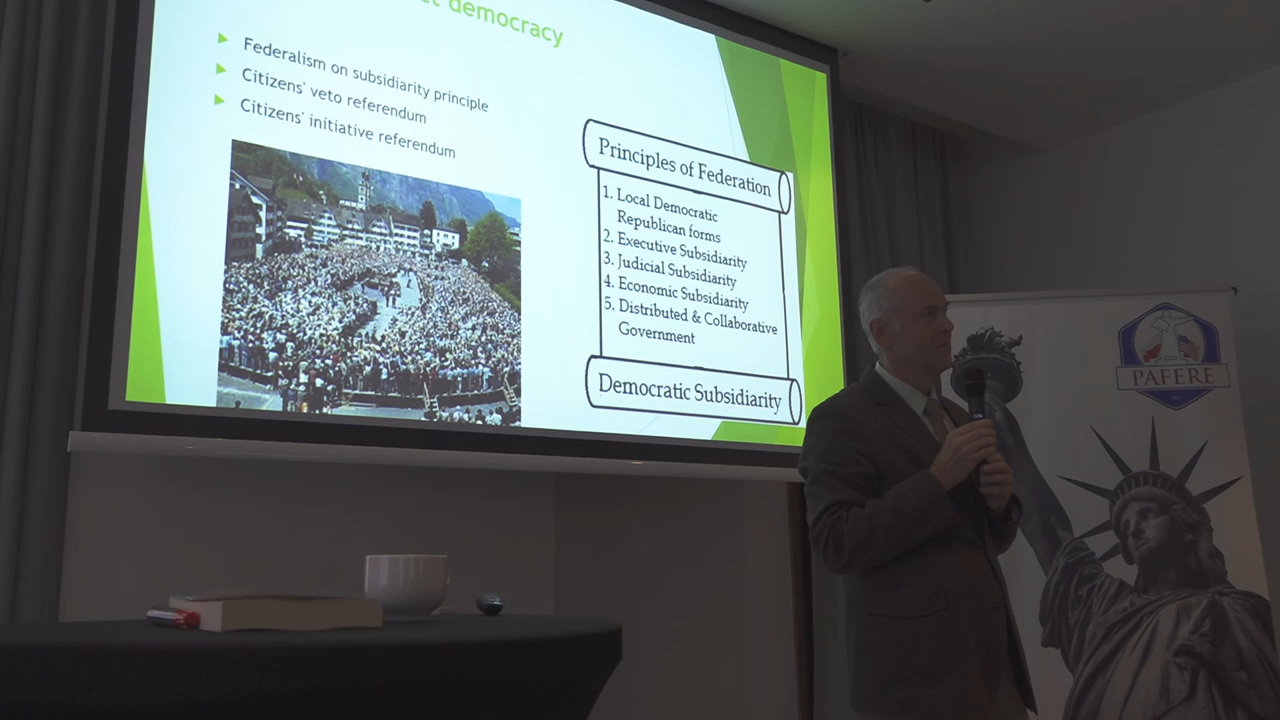 democracy
Federalism on subsidiarity principle
Citizens' veto referendum
Citizens' initiative referendum
Principles of Federation
1. Local Democratic
Republican forms
2. Executive Subsidiarity
3. Judicial Subsidiarity
4. Economic Subsidiarity
5. Distributed & Collaborative
Government
Democratic Subsidiarity
PAFERE